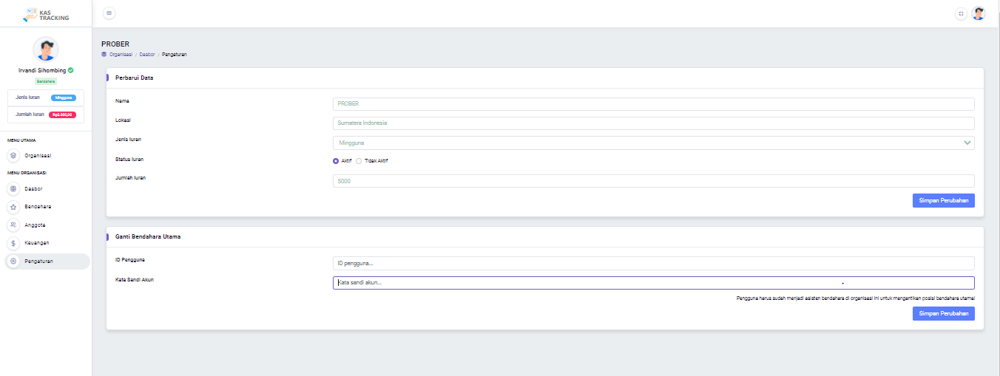 KAS
TRACKING
Irvandi Sihombing
Bendahara
Jenis Iuran Mingguna
Jumlah Iuran Rp5.000,00
MENU UTAMA
Organisasi
MENU ORGANISASI
Dasbor
Bendahara
Anggota
Keuangan
Pengaturan
PROBER
Organisasi / Dasbor / Pengaturan
Perbarui Data
Nama PROBER
Lokasi Sumatera Indonesia
Jenis Iuran Mingguna
Status Iuran Aktif Tidak Aktif
Jumlah Iuran 5000
Simpan Perubahan
Ganti Bendahara Utama
ID Pengguna ID pengguna...
Kata Sandi Akun Kata sandi akun...
Pengguna harus sudah menjadi asisten bendahara di organisasi ini untuk mengantikan posisi bendahara utama!
Simpan Perubahan